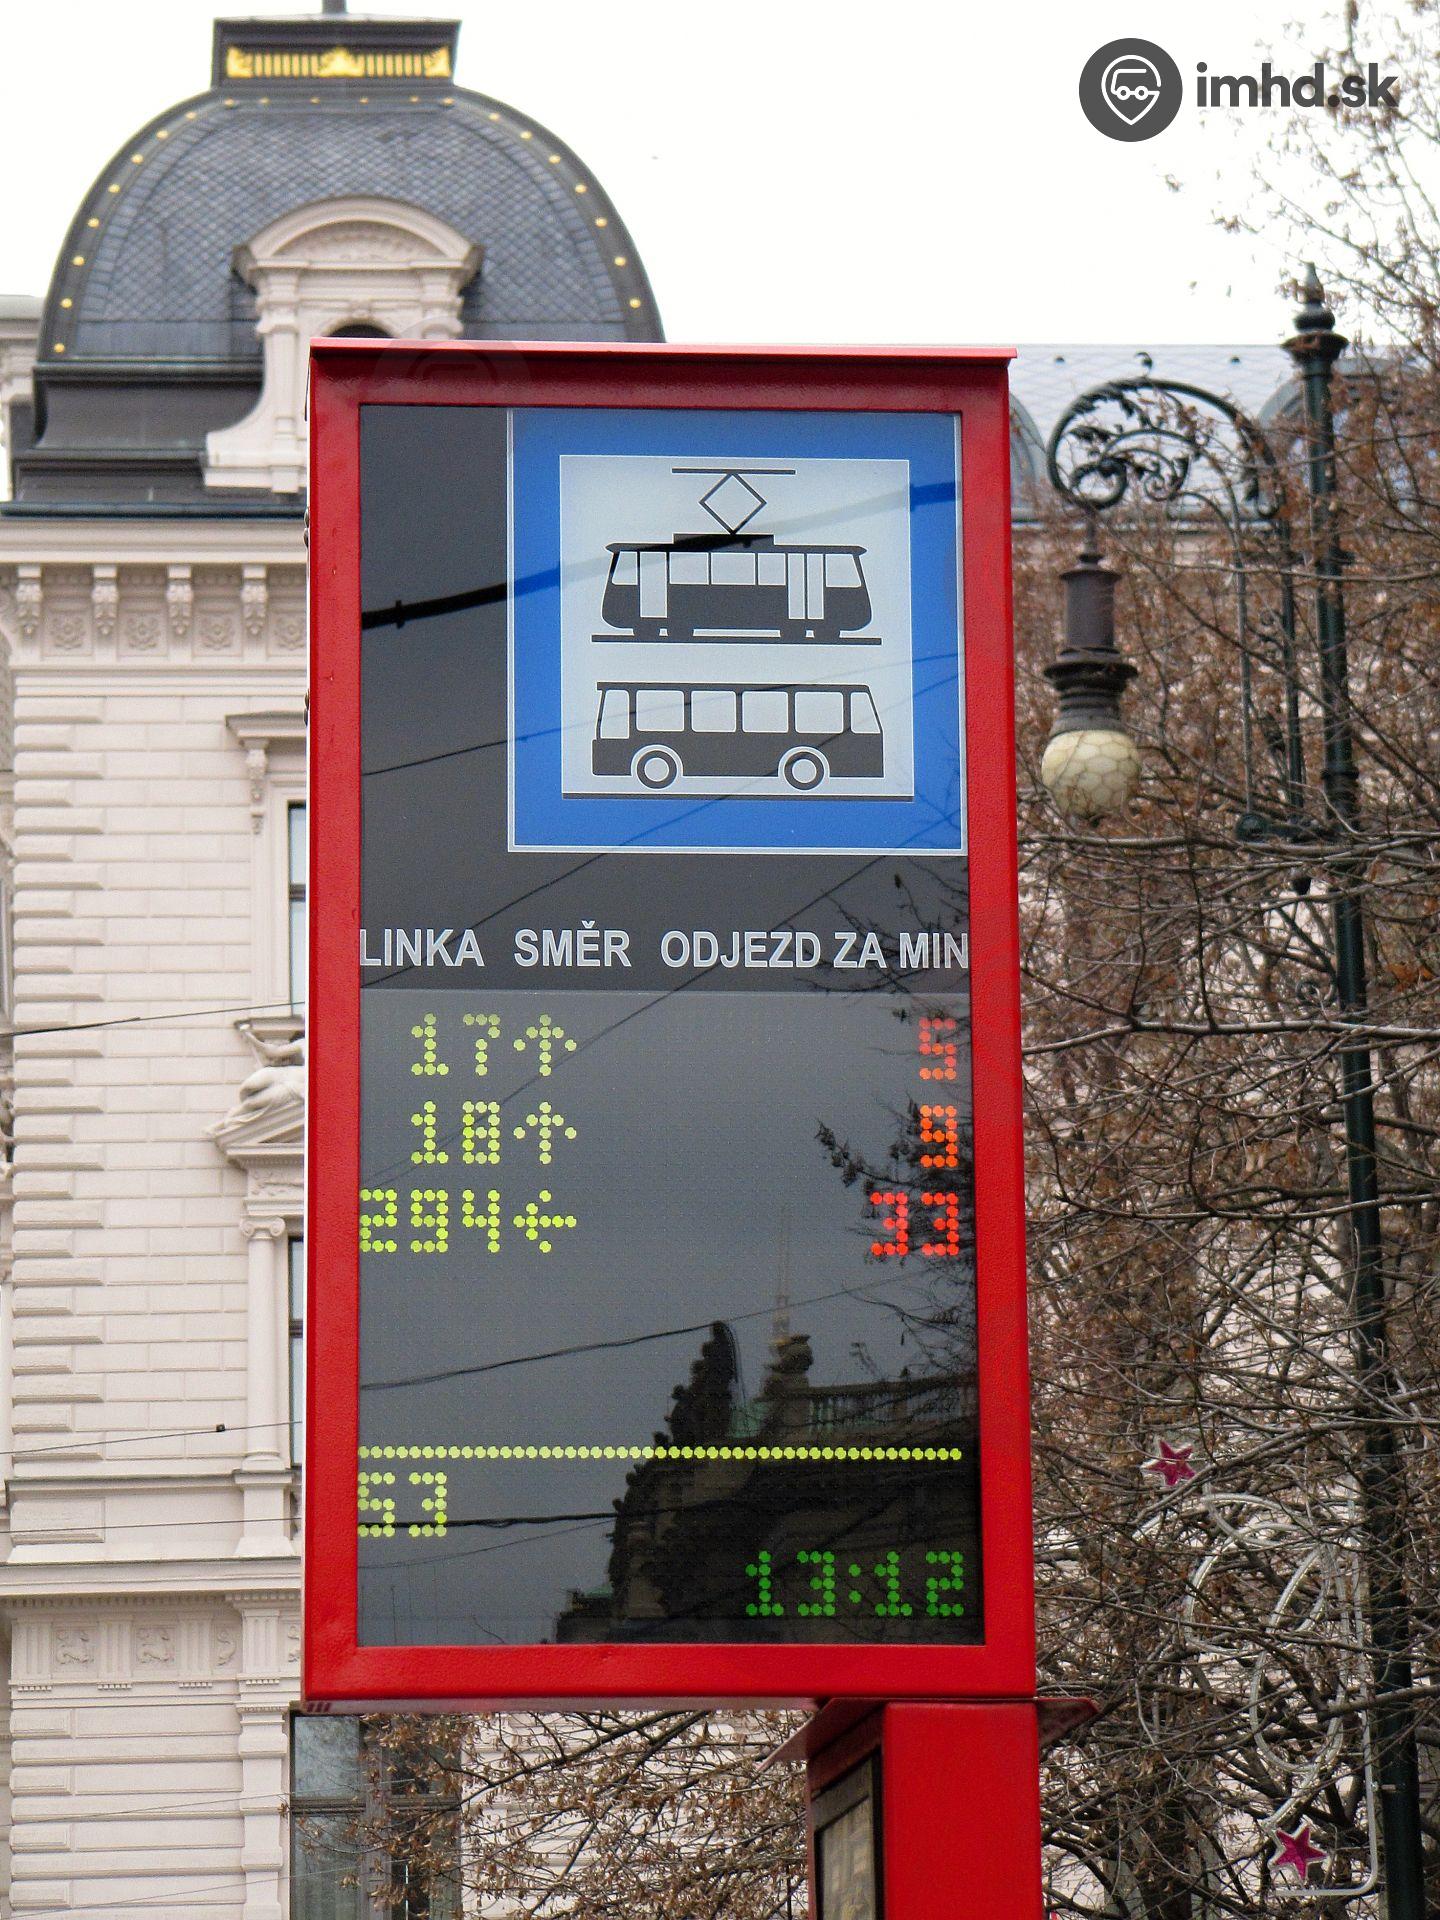 imhd.sk
LINKA SMĚR ODJEZD ZA MIN
17↑ 5
18↑ 9
294← 33
53
13:12